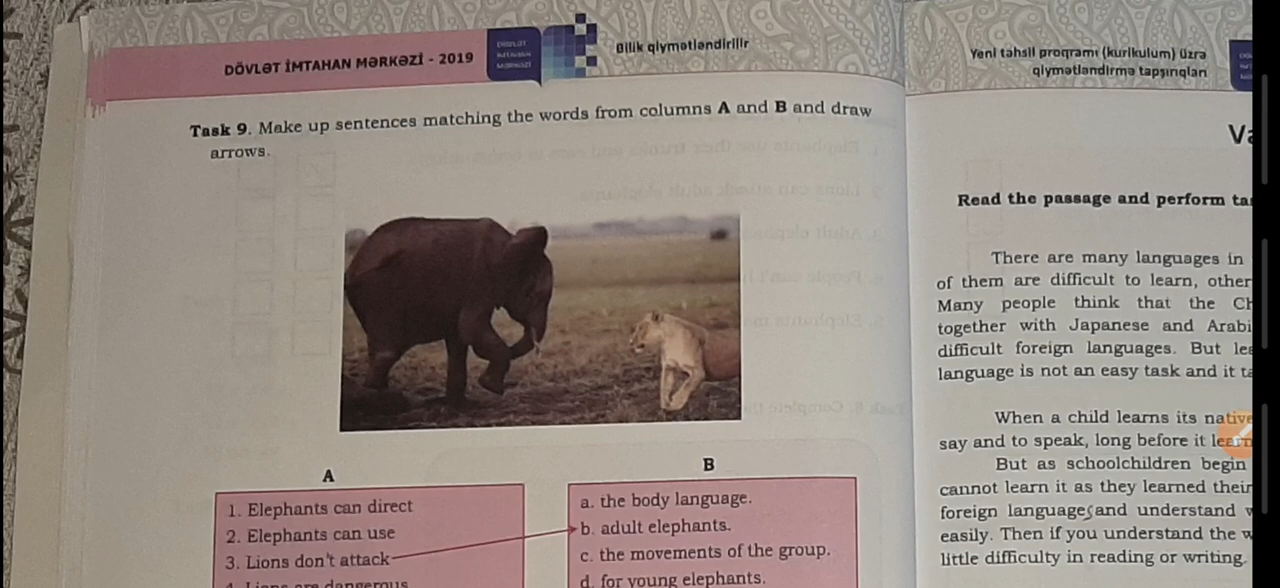 DÖVLƏT İMTAHAN MƏRKƏZİ - 2019
DÖVLƏT
İMTAHAN
MƏRKƏZİ
Bilik qiymətləndirilir
Task 9. Make up sentences matching the words from columns A and B and draw
arrows.
A
1. Elephants can direct
2. Elephants can use
3. Lions don't attack
4. Lions are dangerous
B
a. the body language.
b. adult elephants.
c. the movements of the group.
d. for young elephants.
Yeni təhsil proqramı (kurikulum) üzrə
qiymətləndirmə tapşırıqları
Read the passage and perform
There are many languages in
of them are difficult to learn, other
Many people think that the
together with Japanese and Arabi
difficult foreign languages. But
language is not an easy task and it
When a child learns its native
say and to speak, long before it learn
But as schoolchildren begin
cannot learn it as they learned their
foreign languages and understand
easily. Then if you understand the
little difficulty in reading or writing.